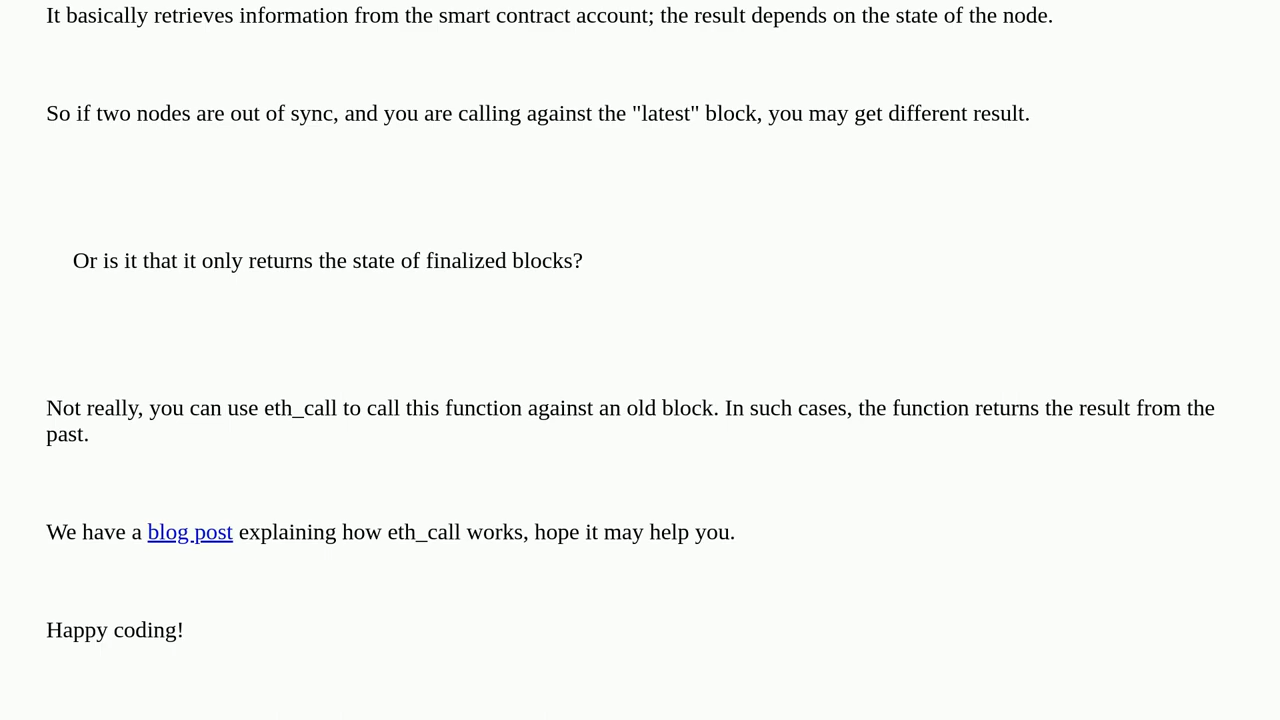 It basically retrieves information from the smart contract account; the result depends on the state of the node.
So if two nodes are out of sync, and you are calling against the "latest" block, you may get different result.
Or is it that it only returns the state of finalized blocks?
Not really, you can use eth_call to call this function against an old block. In such cases, the function returns the result from the
past.
We have a blog post explaining how eth_call works, hope it may help you.
Happy coding!